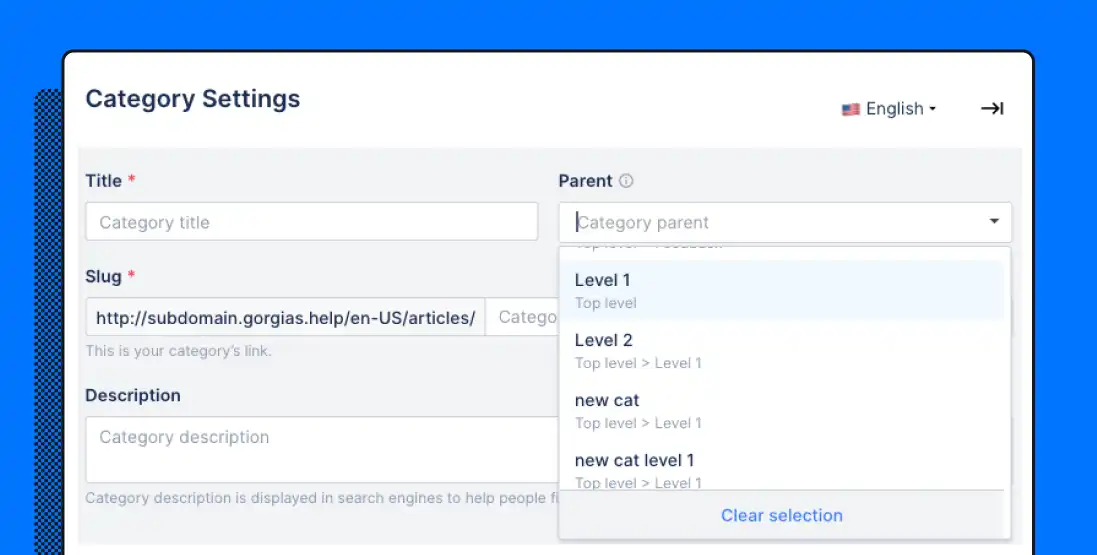 Category Settings
English
Title *
Parent
Category title
Category parent
Slug *
http://subdomain.gorgias.help/en-US/articles/
Catego
This is your category's link.
Description
Category description
Category description is displayed in search engines to help people fi
Level 1
Top level
Level 2
Top level > Level 1
new cat
Top level > Level 1
new cat level 1
Top level > Level 1
Clear selection